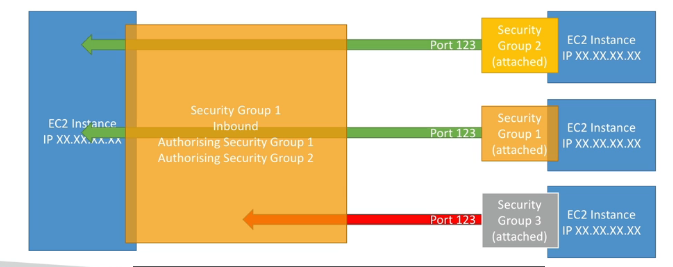 EC2 Instance
IP XX.XX.XX.XX
Security Group 1
Inbound
Authorising Security Group 1
Authorising Security Group 2
Port 123
Security
Group 2
(attached)
EC2 Instance
IP XX.XX.XX.XX
Port 123
Security
Group 1
(attached)
EC2 Instance
IP XX.XX.XX.XX
Port 123
Security
Group 3
(attached)
EC2 Instance
IP XX.XX.XX.XX